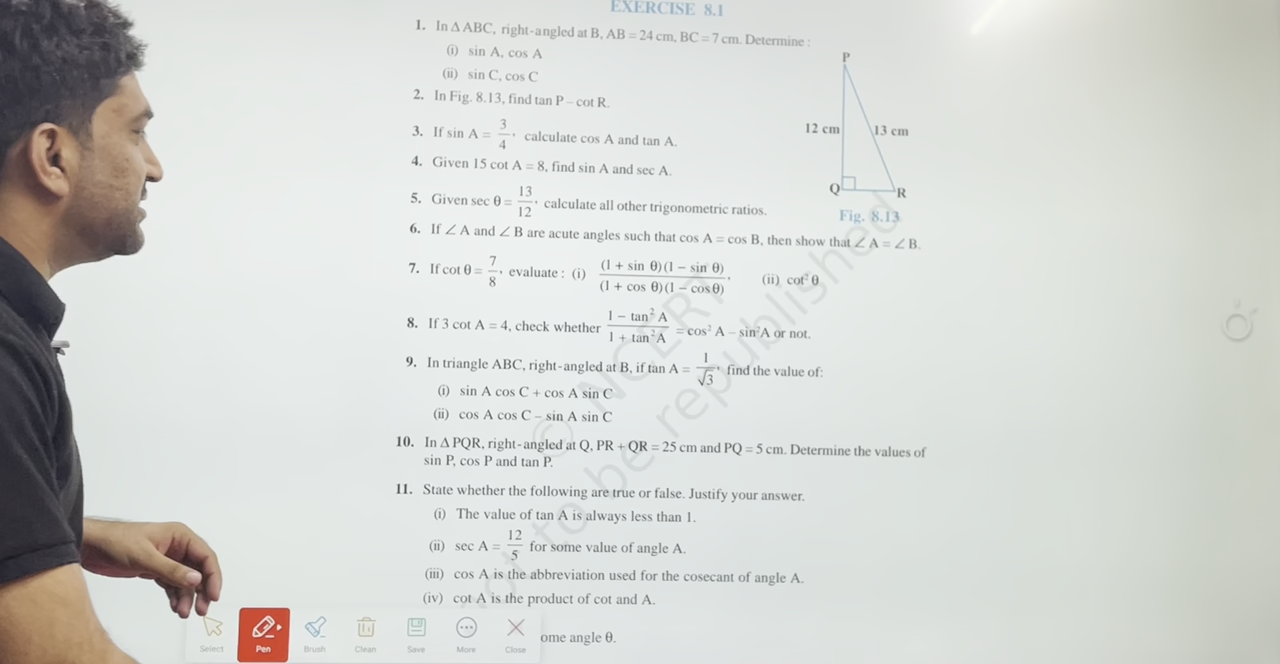 EXERCISE 8.1
1. In Δ ABC, right-angled at B, AB = 24 cm, BC = 7 cm. Determine :
(i) sin A, cos A
(ii) sin C, cos C
2. In Fig. 8.13, find tan P – cot R.
3. If sin A = 3/4, calculate cos A and tan A.
4. Given 15 cot A = 8, find sin A and sec A.
5. Given sec θ = 13/12, calculate all other trigonometric ratios.
6. If ∠ A and ∠ B are acute angles such that cos A = cos B, then show that ∠ A = ∠ B.
7. If cot θ = 7/8, evaluate : (i) (1 + sin θ)(1 – sin θ)/(1 + cos θ)(1 – cos θ), (ii) cot² θ
8. If 3 cot A = 4, check whether (1 – tan² A)/(1 + tan² A) = cos² A – sin² A or not.
9. In triangle ABC, right-angled at B, if tan A = 1/√3, find the value of:
(i) sin A cos C + cos A sin C
(ii) cos A cos C – sin A sin C
10. In Δ PQR, right-angled at Q, PR + QR = 25 cm and PQ = 5 cm. Determine the values of
sin P, cos P and tan P.
11. State whether the following are true or false. Justify your answer.
(i) The value of tan A is always less than 1.
(ii) sec A = 12/5 for some value of angle A.
(iii) cos A is the abbreviation used for the cosecant of angle A.
(iv) cot A is the product of cot and A.
ome angle θ.
P
12 cm
13 cm
Q
R
Fig. 8.13
© NCERT
not to be republished
Select
Pen
Brush
Clean
Save
More
Close